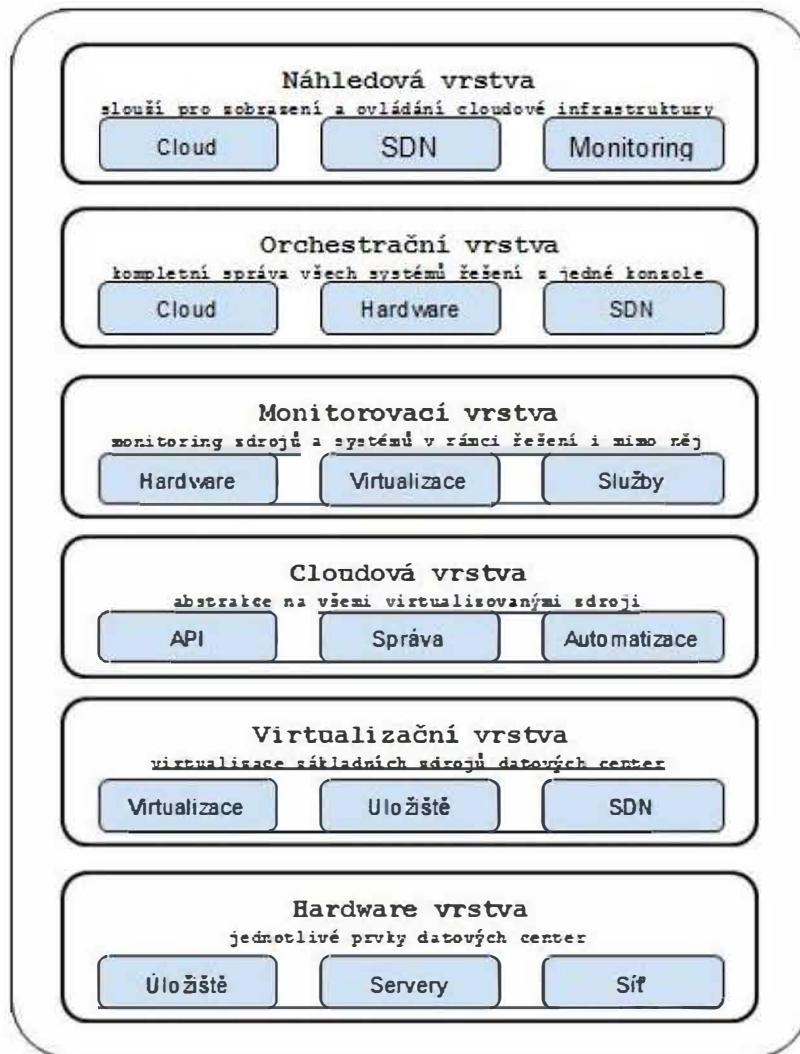 Náhledová vrstva
slouží pro zobrazení a ovládání cloudové infrastruktury
Cloud SDN Monitoring
Orchestrační vrstva
kompletní správa všech systémů řešení z jedné konzole
Cloud Hardware SDN
Monitorovací vrstva
monitoring zdrojů a systémů v rámci řešení i mimo něj
Hardware Virtualizace Služby
Cloudová vrstva
abstrakce na všemi virtualizovanými zdroji
API Správa Automatizace
Virtualizační vrstva
virtualizace základních zdrojů datových center
Virtualizace Uložiště SDN
Hardware vrstva
jednotlivé prvky datových center
Úložiště Servery Síť